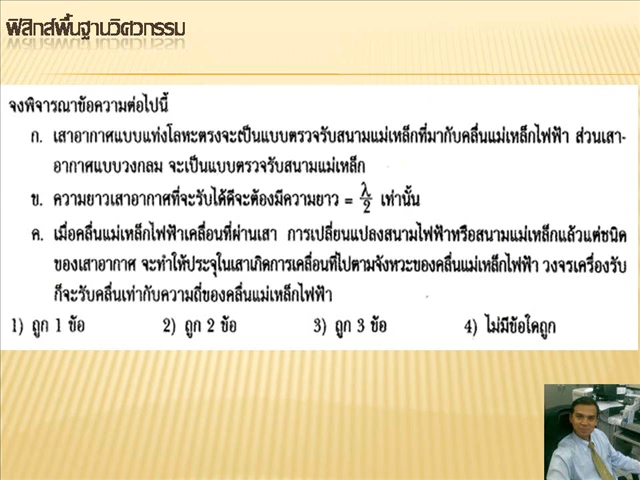 ฟิสิกส์พื้นฐานวิศวกรรม
จงพิจารณาข้อความต่อไปนี้
ก. เสาอากาศแบบแท่งโลหะตรงจะเป็นแบบตรวจรับสนามแม่เหล็กที่มากับคลื่นแม่เหล็กไฟฟ้า ส่วนเสา-
อากาศแบบวงกลม จะเป็นแบบตรวจรับสนามแม่เหล็ก
ข. ความยาวเสาอากาศที่จะรับได้ดีจะต้องมีความยาว = λ/2 เท่านั้น
ค. เมื่อคลื่นแม่เหล็กไฟฟ้าเคลื่อนที่ผ่านเสา การเปลี่ยนแปลงสนามไฟฟ้าหรือสนามแม่เหล็กแล้วแต่ชนิด
ของเสาอากาศ จะทำให้ประจุในเสาเกิดการเคลื่อนที่ไปตามจังหวะของคลื่นแม่เหล็กไฟฟ้า วงจรเครื่องรับ
ก็จะรับคลื่นเท่ากับความถี่ของคลื่นแม่เหล็กไฟฟ้า
1) ถูก 1 ข้อ 2) ถูก 2 ข้อ 3) ถูก 3 ข้อ 4) ไม่มีข้อใดถูก